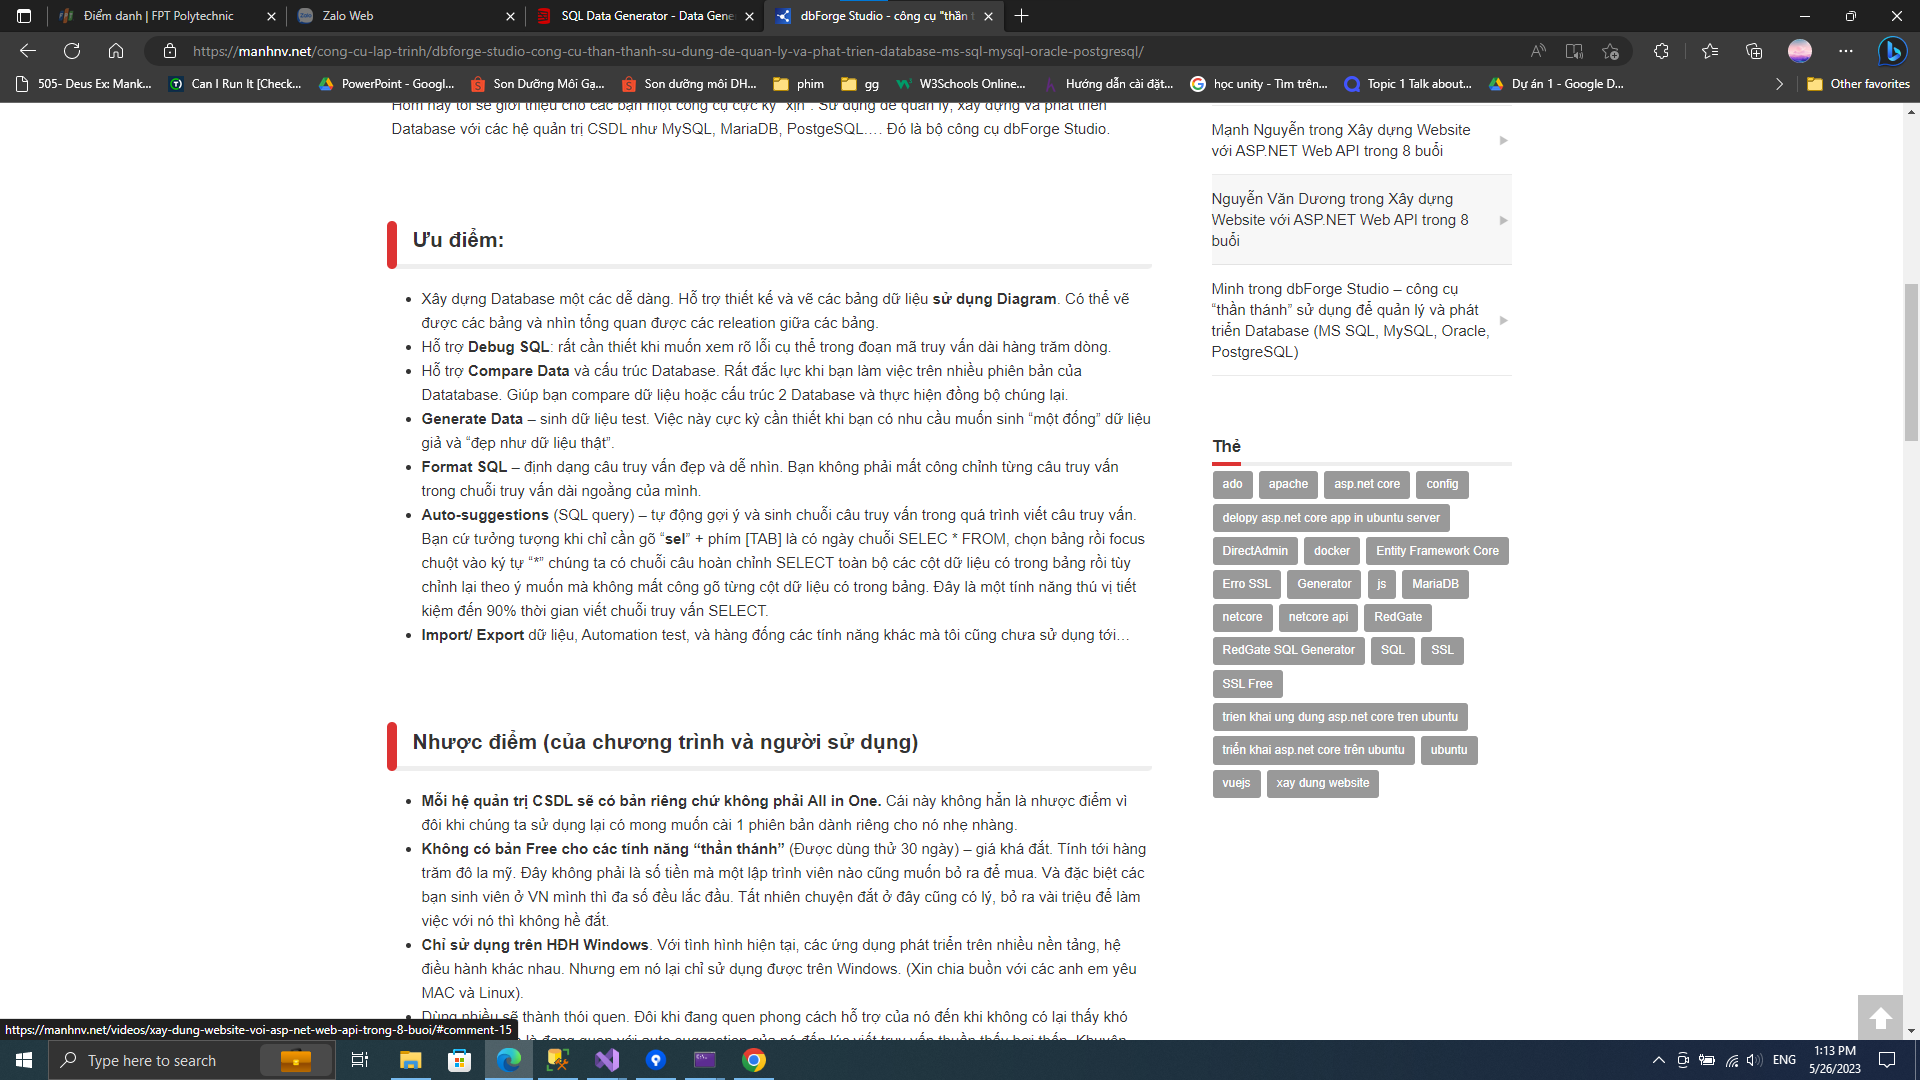 Điểm danh | FPT Polytechnic
Zalo Web
SQL Data Generator - Data Gene
dbForge Studio - công cụ "thần t
https://manhnv.net/cong-cu-lap-trinh/dbforge-studio-cong-cu-than-thanh-su-dung-de-quan-ly-va-phat-trien-database-ms-sql-mysql-oracle-postgresql/
505- Deus Ex: Mank...
Can I Run It [Check...
PowerPoint - Googl...
Son Dưỡng Môi Gạ...
Son dưỡng môi DH...
phim
gg
W3Schools Online...
Hướng dẫn cài đặt...
học unity - Tìm trên...
Topic 1 Talk about...
Dự án 1 - Google D...
Other favorites
Hôm nay tôi sẽ giới thiệu cho các bạn một công cụ cực kỳ "xịn". Sử dụng để quản lý, xây dựng và phát triển
Database với các hệ quản trị CSDL như MySQL, MariaDB, PostgeSQL…. Đó là bộ công cụ dbForge Studio.
Ưu điểm:
Xây dựng Database một các dễ dàng. Hỗ trợ thiết kế và vẽ các bảng dữ liệu sử dụng Diagram. Có thể vẽ
được các bảng và nhìn tổng quan được các releation giữa các bảng.
Hỗ trợ Debug SQL: rất cần thiết khi muốn xem rõ lỗi cụ thể trong đoạn mã truy vấn dài hàng trăm dòng.
Hỗ trợ Compare Data và cấu trúc Database. Rất đắc lực khi bạn làm việc trên nhiều phiên bản của
Datatabase. Giúp bạn compare dữ liệu hoặc cấu trúc 2 Database và thực hiện đồng bộ chúng lại.
Generate Data – sinh dữ liệu test. Việc này cực kỳ cần thiết khi bạn có nhu cầu muốn sinh “một đống” dữ liệu
giả và “đẹp như dữ liệu thật”.
Format SQL – định dạng câu truy vấn đẹp và dễ nhìn. Bạn không phải mất công chỉnh từng câu truy vấn
trong chuỗi truy vấn dài ngoằng của mình.
Auto-suggestions (SQL query) – tự động gợi ý và sinh chuỗi câu truy vấn trong quá trình viết câu truy vấn.
Bạn cứ tưởng tượng khi chỉ cần gõ “sel” + phím [TAB] là có ngày chuỗi SELEC * FROM, chọn bảng rồi focus
chuột vào ký tự “*” chúng ta có chuỗi câu hoàn chỉnh SELECT toàn bộ các cột dữ liệu có trong bảng rồi tùy
chỉnh lại theo ý muốn mà không mất công gõ từng cột dữ liệu có trong bảng. Đây là một tính năng thú vị tiết
kiệm đến 90% thời gian viết chuỗi truy vấn SELECT.
Import/ Export dữ liệu, Automation test, và hàng đống các tính năng khác mà tôi cũng chưa sử dụng tới…
Nhược điểm (của chương trình và người sử dụng)
Mỗi hệ quản trị CSDL sẽ có bản riêng chứ không phải All in One. Cái này không hẳn là nhược điểm vì
đôi khi chúng ta sử dụng lại có mong muốn cài 1 phiên bản dành riêng cho nó nhẹ nhàng.
Không có bản Free cho các tính năng “thần thánh” (Được dùng thử 30 ngày) – giá khá đắt. Tính tới hàng
trăm đô la mỹ. Đây không phải là số tiền mà một lập trình viên nào cũng muốn bỏ ra để mua. Và đặc biệt các
bạn sinh viên ở VN mình thì đa số đều lắc đầu. Tất nhiên chuyện đắt ở đây cũng có lý, bỏ ra vài triệu để làm
việc với nó thì không hề đắt.
Chỉ sử dụng trên HĐH Windows. Với tình hình hiện tại, các ứng dụng phát triển trên nhiều nền tảng, hệ
điều hành khác nhau. Nhưng em nó lại chỉ sử dụng được trên Windows. (Xin chia buồn với các anh em yêu
MAC và Linux).
Dùng nhiều sẽ thành thói quen. Đôi khi đang quen phong cách hỗ trợ của nó đến khi không có lại thấy khó
Mạnh Nguyễn trong Xây dựng Website
với ASP.NET Web API trong 8 buổi
Nguyễn Văn Dương trong Xây dựng
Website với ASP.NET Web API trong 8
buổi
Minh trong dbForge Studio – công cụ
“thần thánh” sử dụng để quản lý và phát
triển Database (MS SQL, MySQL, Oracle,
PostgreSQL)
Thẻ
ado apache asp.net core config
delopy asp.net core app in ubuntu server
DirectAdmin docker Entity Framework Core
Erro SSL Generator js MariaDB
netcore netcore api RedGate
RedGate SQL Generator SQL SSL
SSL Free
trien khai ung dung asp.net core tren ubuntu
triển khai asp.net core trên ubuntu ubuntu
vuejs xay dung website
https://manhnv.net/videos/xay-dung-website-voi-asp-net-web-api-trong-8-buoi/#comment-15
Type here to search
ENG
1:13 PM
5/26/2023